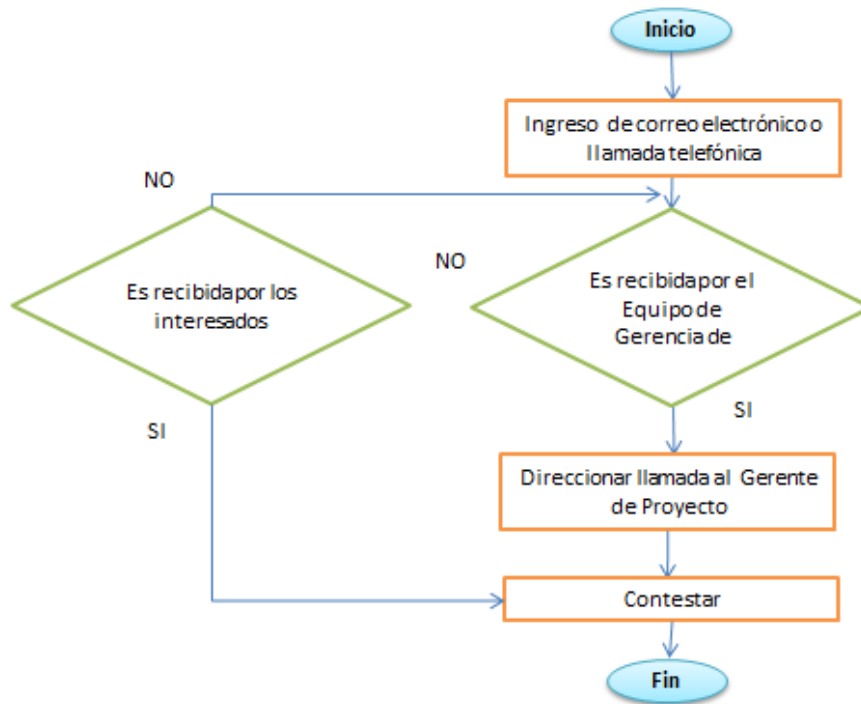 Inicio
Ingreso de correo electrónico o
llamada telefónica
NO
NO
Es recibidapor los
interesados
Es recibidapor el
Equipo de
Gerencia de
SI
SI
Direccionar llamada al Gerente
de Proyecto
Contestar
Fin